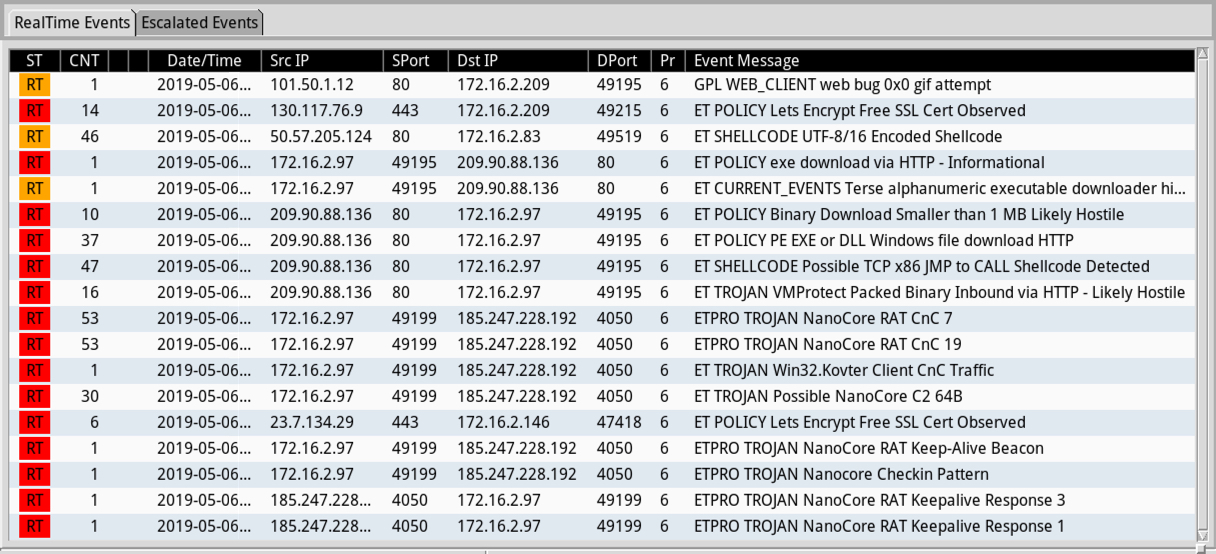 RealTime Events Escalated Events
ST CNT Date/Time Src IP SPort Dst IP DPort Pr Event Message
RT 1 2019-05-06... 101.50.1.12 80 172.16.2.209 49195 6 GPL WEB_CLIENT web bug 0x0 gif attempt
RT 14 2019-05-06... 130.117.76.9 443 172.16.2.209 49215 6 ET POLICY Lets Encrypt Free SSL Cert Observed
RT 46 2019-05-06... 50.57.205.124 80 172.16.2.83 49519 6 ET SHELLCODE UTF-8/16 Encoded Shellcode
RT 1 2019-05-06... 172.16.2.97 49195 209.90.88.136 80 6 ET POLICY exe download via HTTP - Informational
RT 1 2019-05-06... 172.16.2.97 49195 209.90.88.136 80 6 ET CURRENT_EVENTS Terse alphanumeric executable downloader hi...
RT 10 2019-05-06... 209.90.88.136 80 172.16.2.97 49195 6 ET POLICY Binary Download Smaller than 1 MB Likely Hostile
RT 37 2019-05-06... 209.90.88.136 80 172.16.2.97 49195 6 ET POLICY PE EXE or DLL Windows file download HTTP
RT 47 2019-05-06... 209.90.88.136 80 172.16.2.97 49195 6 ET SHELLCODE Possible TCP x86 JMP to CALL Shellcode Detected
RT 16 2019-05-06... 209.90.88.136 80 172.16.2.97 49195 6 ET TROJAN VMProtect Packed Binary Inbound via HTTP - Likely Hostile
RT 53 2019-05-06... 172.16.2.97 49199 185.247.228.192 4050 6 ETPRO TROJAN NanoCore RAT CnC 7
RT 53 2019-05-06... 172.16.2.97 49199 185.247.228.192 4050 6 ETPRO TROJAN NanoCore RAT CnC 19
RT 1 2019-05-06... 172.16.2.97 49199 185.247.228.192 4050 6 ET TROJAN Win32.Kovter Client CnC Traffic
RT 30 2019-05-06... 172.16.2.97 49199 185.247.228.192 4050 6 ET TROJAN Possible NanoCore C2 64B
RT 6 2019-05-06... 23.7.134.29 443 172.16.2.146 47418 6 ET POLICY Lets Encrypt Free SSL Cert Observed
RT 1 2019-05-06... 172.16.2.97 49199 185.247.228.192 4050 6 ETPRO TROJAN NanoCore RAT Keep-Alive Beacon
RT 1 2019-05-06... 172.16.2.97 49199 185.247.228.192 4050 6 ETPRO TROJAN Nanocore Checkin Pattern
RT 1 2019-05-06... 185.247.228... 4050 172.16.2.97 49199 6 ETPRO TROJAN NanoCore RAT Keepalive Response 3
RT 1 2019-05-06... 185.247.228... 4050 172.16.2.97 49199 6 ETPRO TROJAN NanoCore RAT Keepalive Response 1